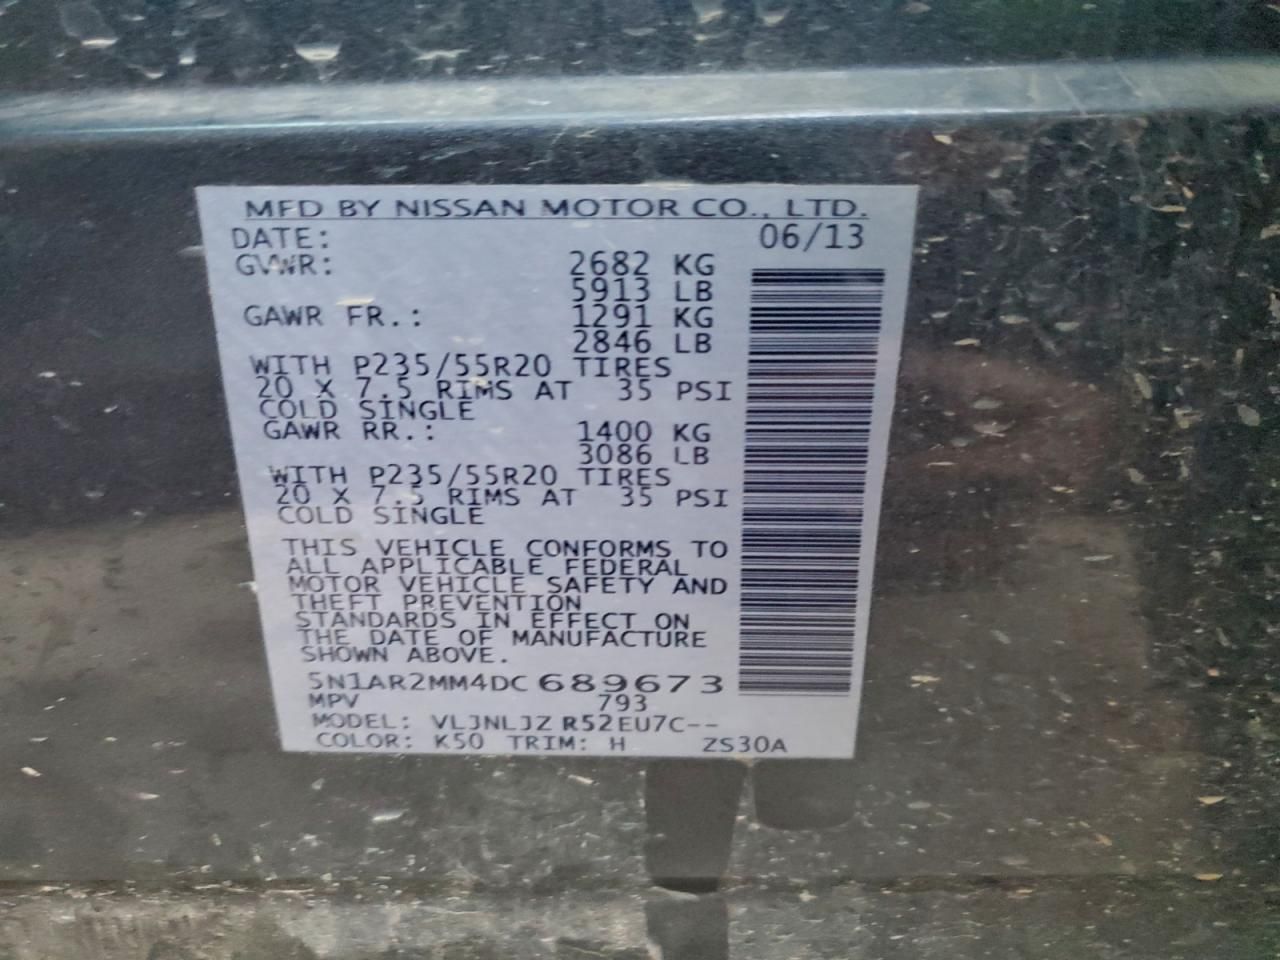 MFD BY NISSAN MOTOR CO., LTD.
DATE: 06/13
GVWR: 2682 KG
5913 LB
GAWR FR.: 1291 KG
2846 LB
WITH P235/55R20 TIRES
20 X 7.5 RIMS AT 35 PSI
COLD SINGLE
GAWR RR.: 1400 KG
3086 LB
WITH P235/55R20 TIRES
20 X 7.5 RIMS AT 35 PSI
COLD SINGLE
THIS VEHICLE CONFORMS TO
ALL APPLICABLE FEDERAL
MOTOR VEHICLE SAFETY AND
THEFT PREVENTION
STANDARDS IN EFFECT ON
THE DATE OF MANUFACTURE
SHOWN ABOVE.
5N1AR2MM4DC689673
MPV 793
MODEL: VLJNLJZ R52EU7C--
COLOR: K50 TRIM: H ZS30A